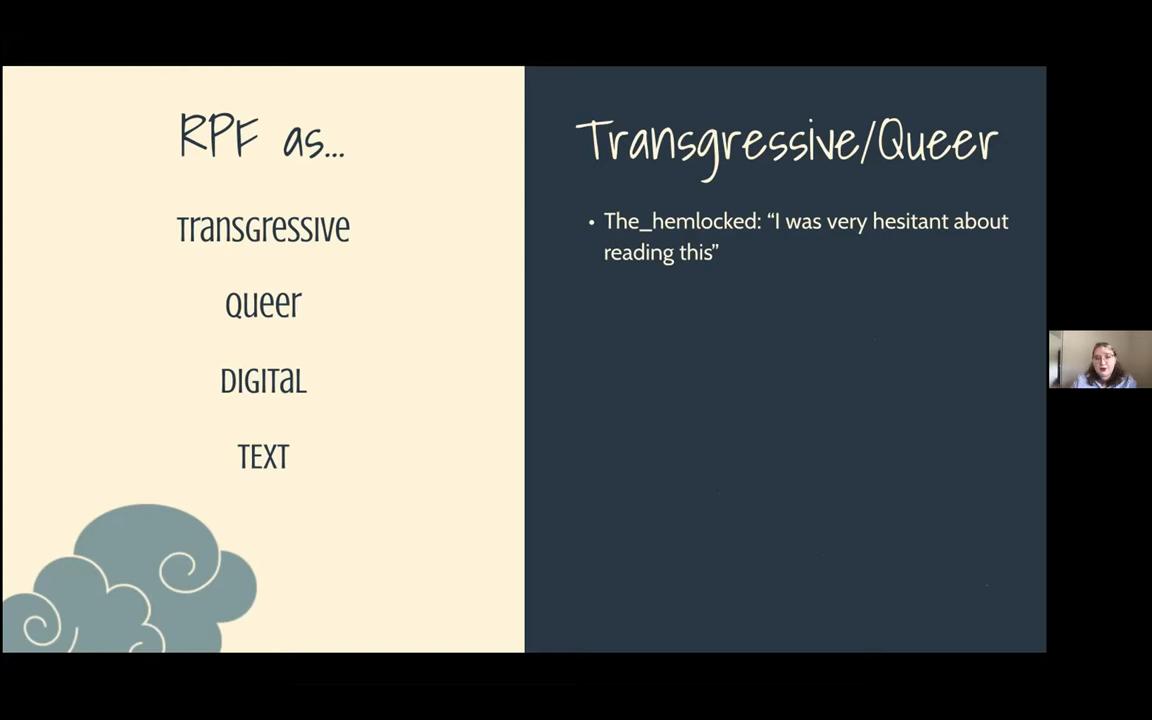 RPF as...
Transgressive
Queer
Digital
Text
Transgressive/Queer
• The_hemlocked: “I was very hesitant about
reading this”